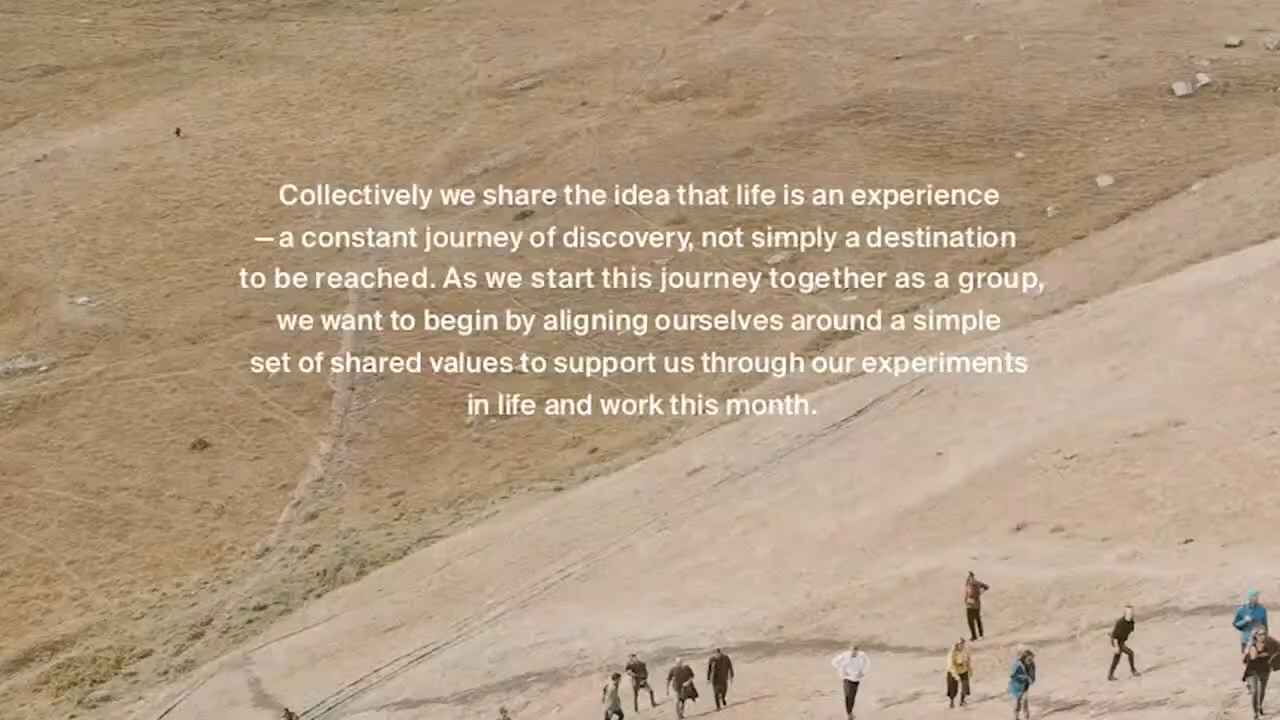 Collectively we share the idea that life is an experience
—a constant journey of discovery, not simply a destination
to be reached. As we start this journey together as a group,
we want to begin by aligning ourselves around a simple
set of shared values to support us through our experiments
in life and work this month.